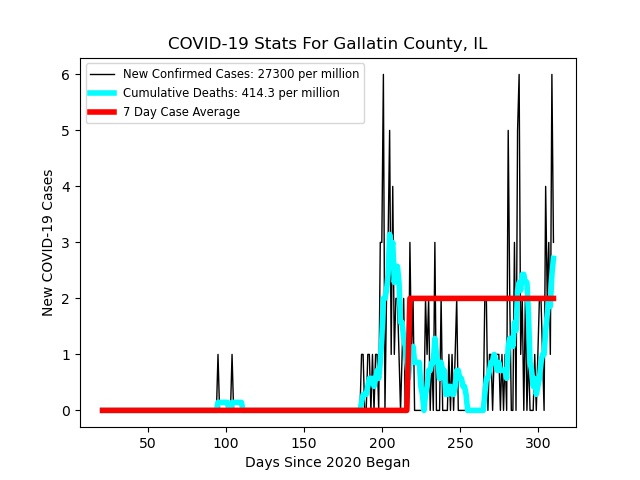 COVID-19 Stats For Gallatin County, IL
New Confirmed Cases: 27300 per million
Cumulative Deaths: 414.3 per million
7 Day Case Average
New COVID-19 Cases
6
5
4
3
2
1
0
50 100 150 200 250 300
Days Since 2020 Began